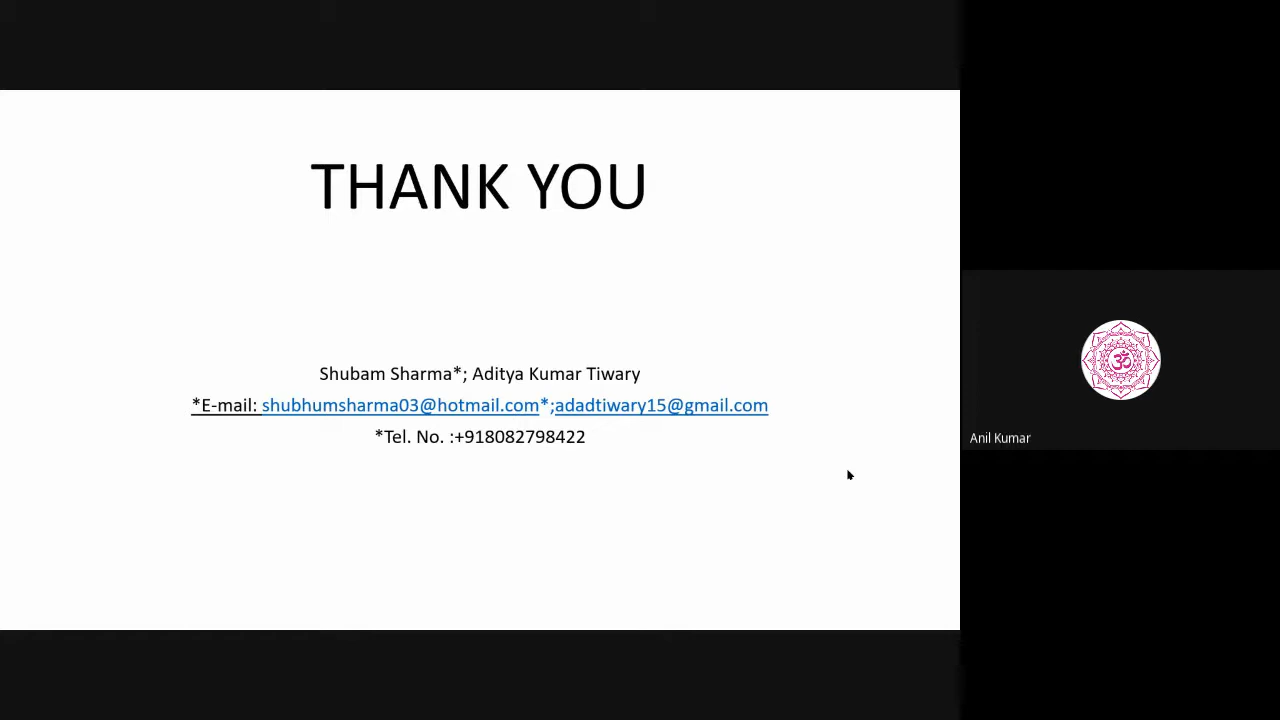 THANK YOU
Shubam Sharma*; Aditya Kumar Tiwary
*E-mail: shubhumsharma03@hotmail.com*;adadtiwary15@gmail.com
*Tel. No. :+918082798422
ॐ
Anil Kumar